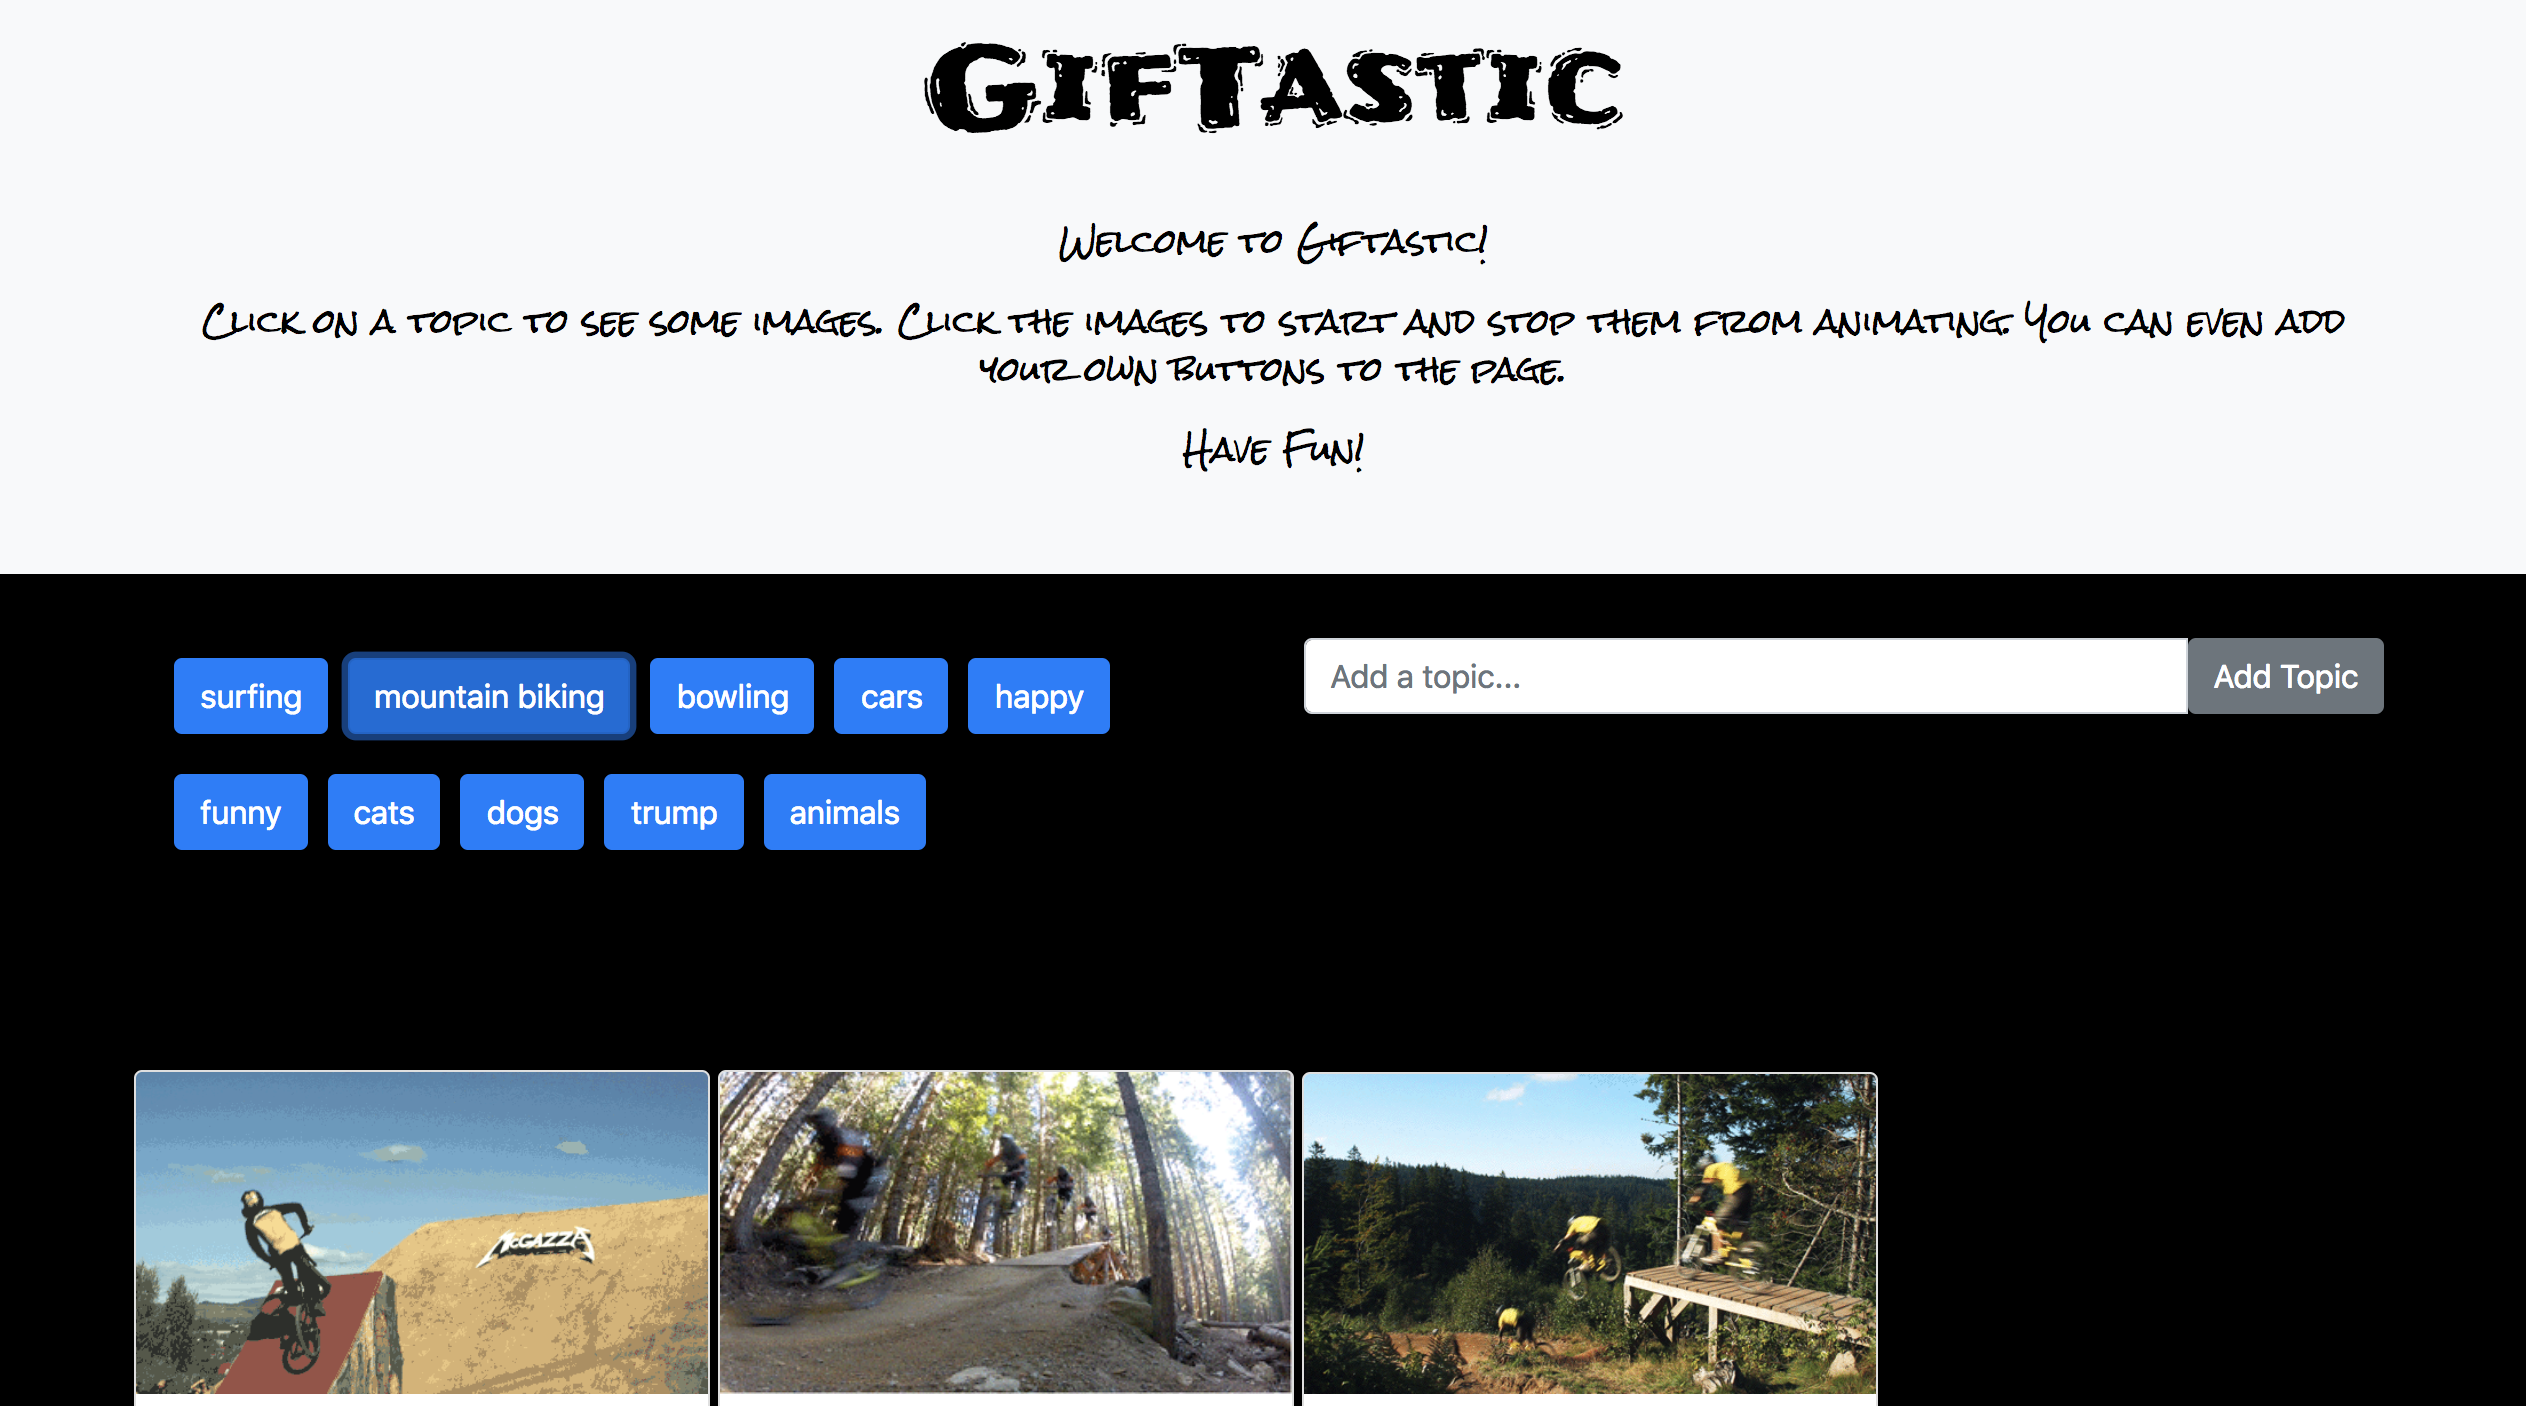 GIFTASTIC
Welcome to Giftastic!
Click on a topic to see some images. Click the images to start and stop them from animating. You can even add
your own buttons to the page.
Have Fun!
surfing mountain biking bowling cars happy
Add a topic... Add Topic
funny cats dogs trump animals
McGAZZA